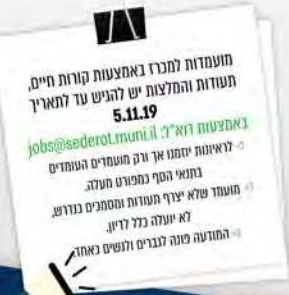 מועמדות למכרז באמצעות קורות חיים,
תעודות והמלצות יש להגיש עד לתאריך
5.11.19
באמצעות דוא"ל: jobs@sederot.muni.il
לראיונות יוזמנו אך ורק מועמדים העומדים
בתנאי הסף כמפורט מעלה.
מועמד שלא יצרף תעודות ומסמכים כנדרש,
לא יועלה כלל לדיון.
המודעה פונה לגברים ולנשים כאחד.